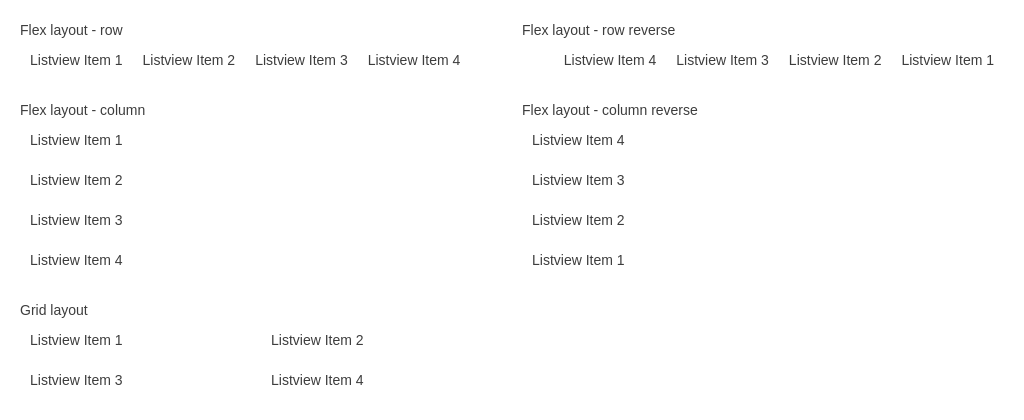 Flex layout - row
Listview Item 1 Listview Item 2 Listview Item 3 Listview Item 4
Flex layout - row reverse
Listview Item 4 Listview Item 3 Listview Item 2 Listview Item 1
Flex layout - column
Listview Item 1
Listview Item 2
Listview Item 3
Listview Item 4
Flex layout - column reverse
Listview Item 4
Listview Item 3
Listview Item 2
Listview Item 1
Grid layout
Listview Item 1 Listview Item 2
Listview Item 3 Listview Item 4